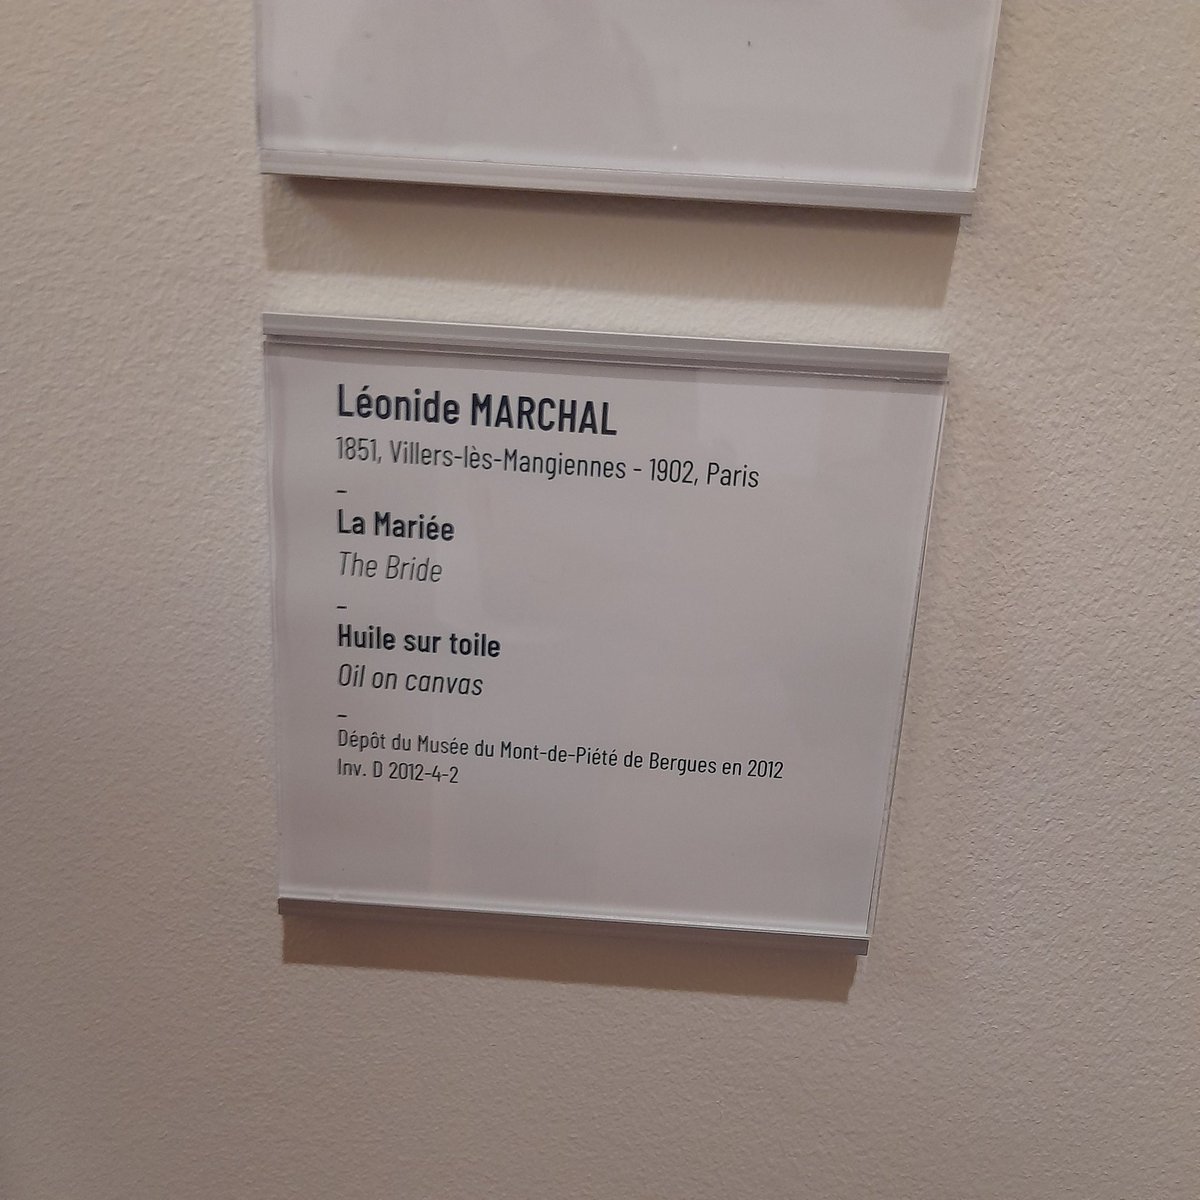 Léonide MARCHAL
1851, Villers-lès-Mangiennes - 1902, Paris
–
La Mariée
The Bride
–
Huile sur toile
Oil on canvas
–
Dépôt du Musée du Mont-de-Piété de Bergues en 2012
Inv. D 2012-4-2